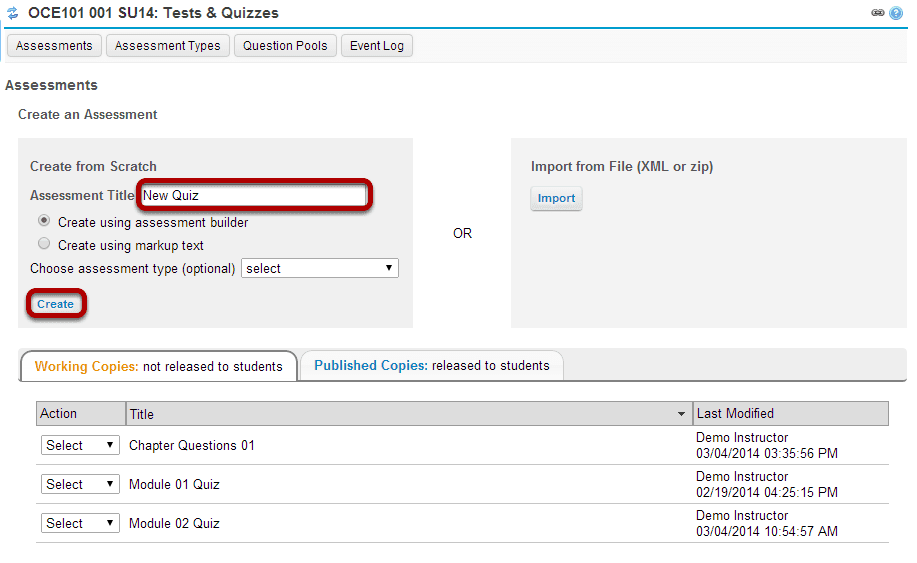 OCE101 001 SU14: Tests & Quizzes
Assessments Assessment Types Question Pools Event Log
Assessments
Create an Assessment
Create from Scratch
Assessment Title New Quiz
Create using assessment builder
Create using markup text
Choose assessment type (optional) select
Create
OR
Import from File (XML or zip)
Import
Working Copies: not released to students
Published Copies: released to students
Action Title Last Modified
Select Chapter Questions 01 Demo Instructor
03/04/2014 03:35:56 PM
Select Module 01 Quiz Demo Instructor
02/19/2014 04:25:15 PM
Select Module 02 Quiz Demo Instructor
03/04/2014 10:54:57 AM